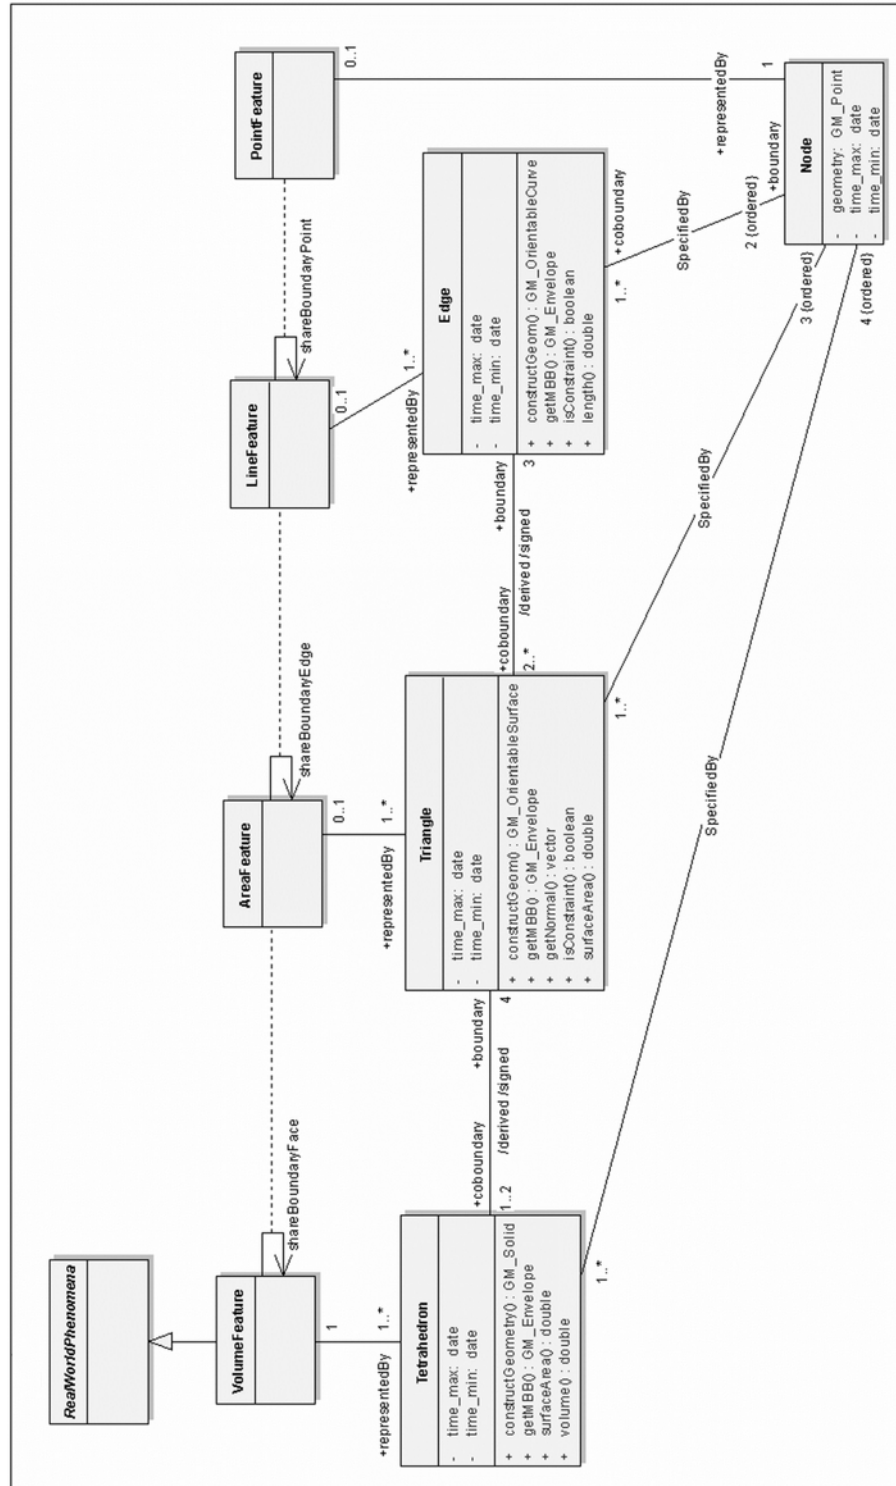 RealWorldPhenomena
VolumeFeature
shareBoundaryFace
AreaFeature
shareBoundaryEdge
LineFeature
shareBoundaryPoint
PointFeature
1
+representedBy
1..*
0..1
+representedBy
1..*
0..1
+representedBy
1..*
0..1
+representedBy
1
Tetrahedron
- time_max: date
- time_min: date
+ constructGeometry() : GM_Solid
+ getMBB() : GM_Envelope
+ surfaceArea() : double
+ volume() : double
+coboundary
1..2
/derived /signed
+boundary
4
Triangle
- time_max: date
- time_min: date
+ constructGeom() : GM_OrientableSurface
+ getMBB() : GM_Envelope
+ getNormal() : vector
+ isConstraint() : boolean
+ surfaceArea() : double
+coboundary
2..*
/derived /signed
+boundary
3
Edge
- time_max: date
- time_min: date
+ constructGeom() : GM_OrientableCurve
+ getMBB() : GM_Envelope
+ isConstraint() : boolean
+ length() : double
+coboundary
1..*
SpecifiedBy
2 {ordered}
+boundary
1..*
SpecifiedBy
3 {ordered}
1..*
SpecifiedBy
4 {ordered}
Node
- geometry: GM_Point
- time_max: date
- time_min: date